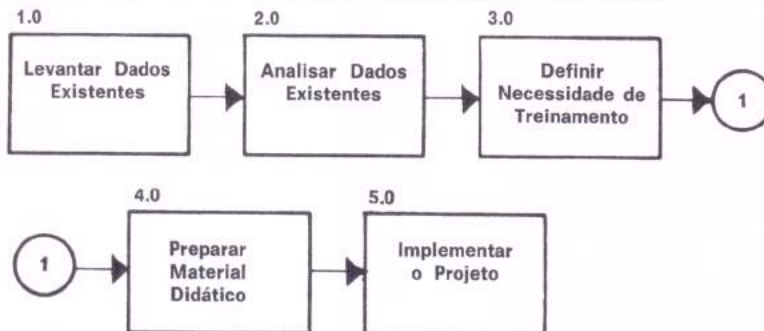 1.0
Levantar Dados
Existentes
2.0
Analisar Dados
Existentes
3.0
Definir
Necessidade de
Treinamento
1
1
4.0
Preparar
Material
Didático
5.0
Implementar
o Projeto